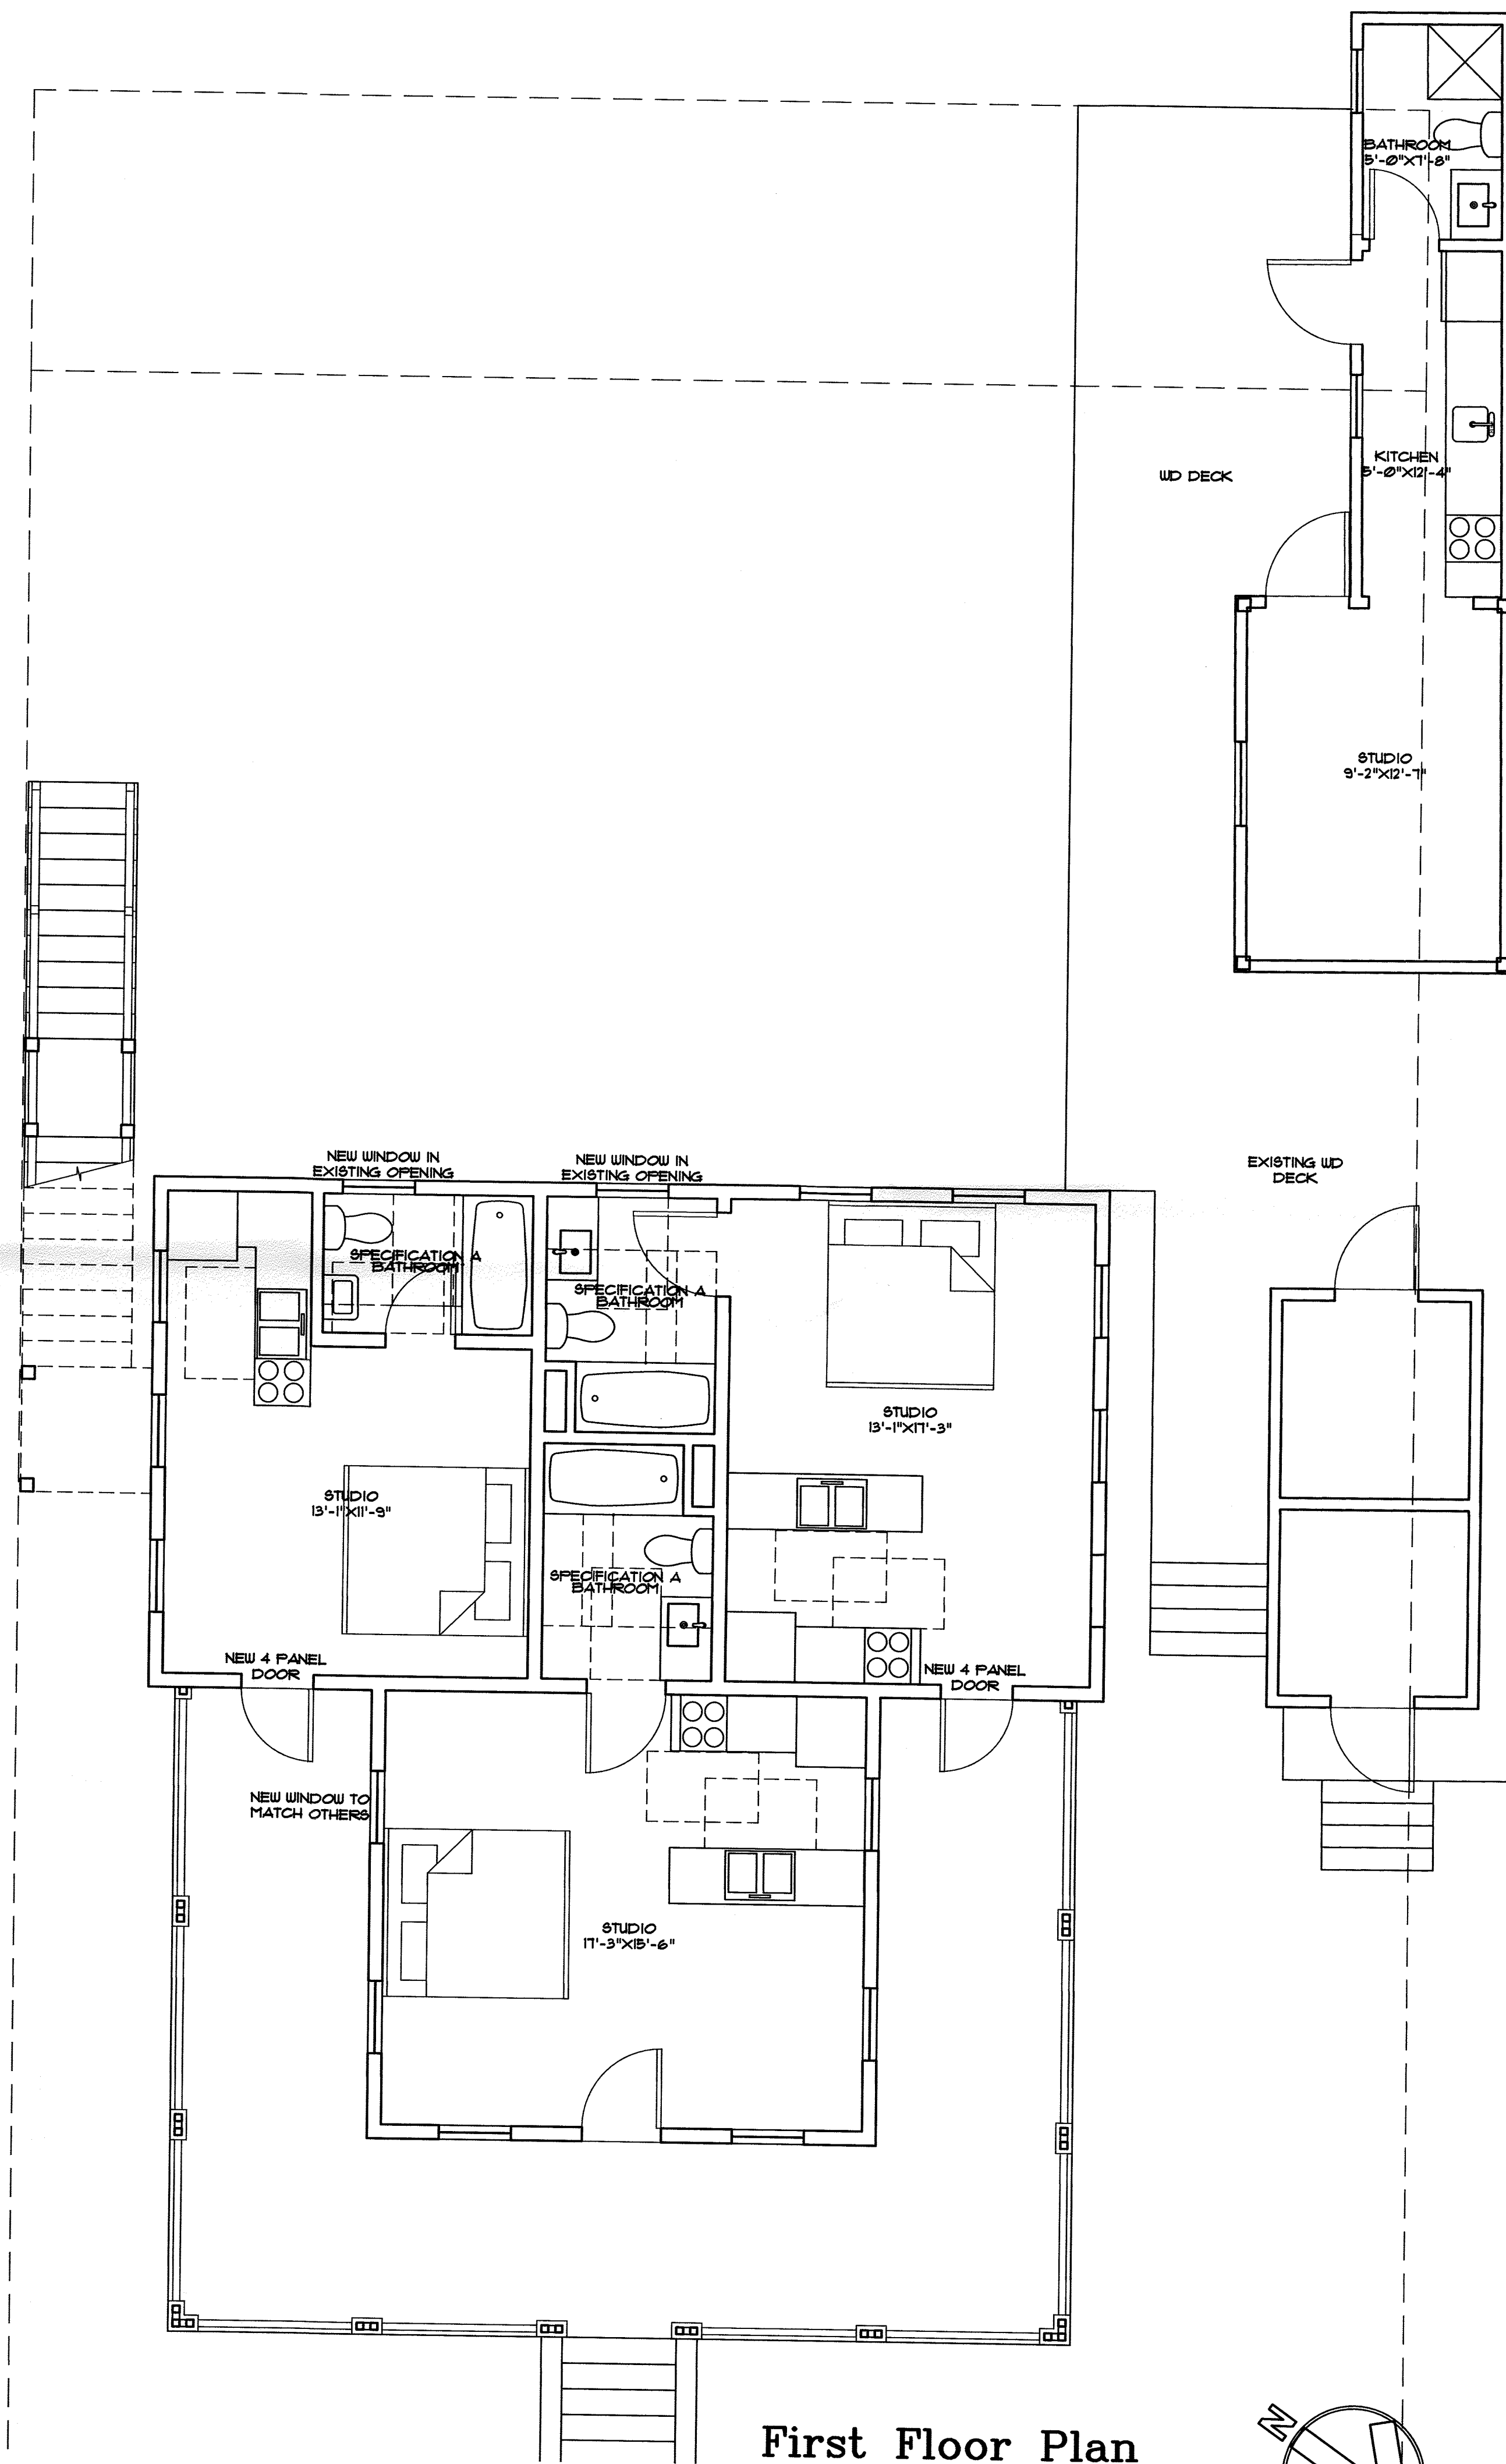 BATHROOM
5'-0"X7'-8"
KITCHEN
5'-0"X12'-4"
WD DECK
STUDIO
9'-2"X12'-7"
NEW WINDOW IN
EXISTING OPENING
NEW WINDOW IN
EXISTING OPENING
EXISTING WD
DECK
SPECIFICATION A
BATHROOM
SPECIFICATION A
BATHROOM
STUDIO
13'-1"X17'-3"
STUDIO
13'-1"X11'-9"
SPECIFICATION A
BATHROOM
NEW 4 PANEL
DOOR
NEW 4 PANEL
DOOR
NEW WINDOW TO
MATCH OTHERS
STUDIO
17'-3"X15'-6"
First Floor Plan
N